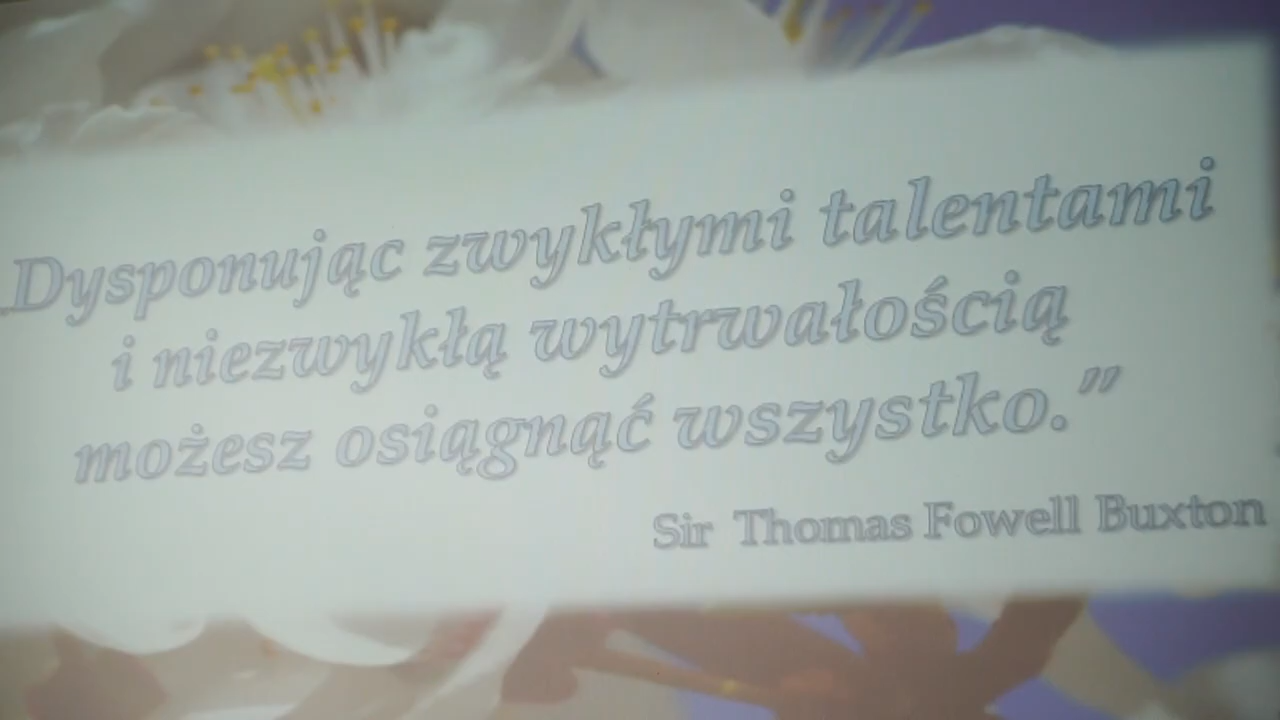 „Dysponując zwykłymi talentami
i niezwykłą wytrwałością
możesz osiągnąć wszystko.”
Sir Thomas Fowell Buxton